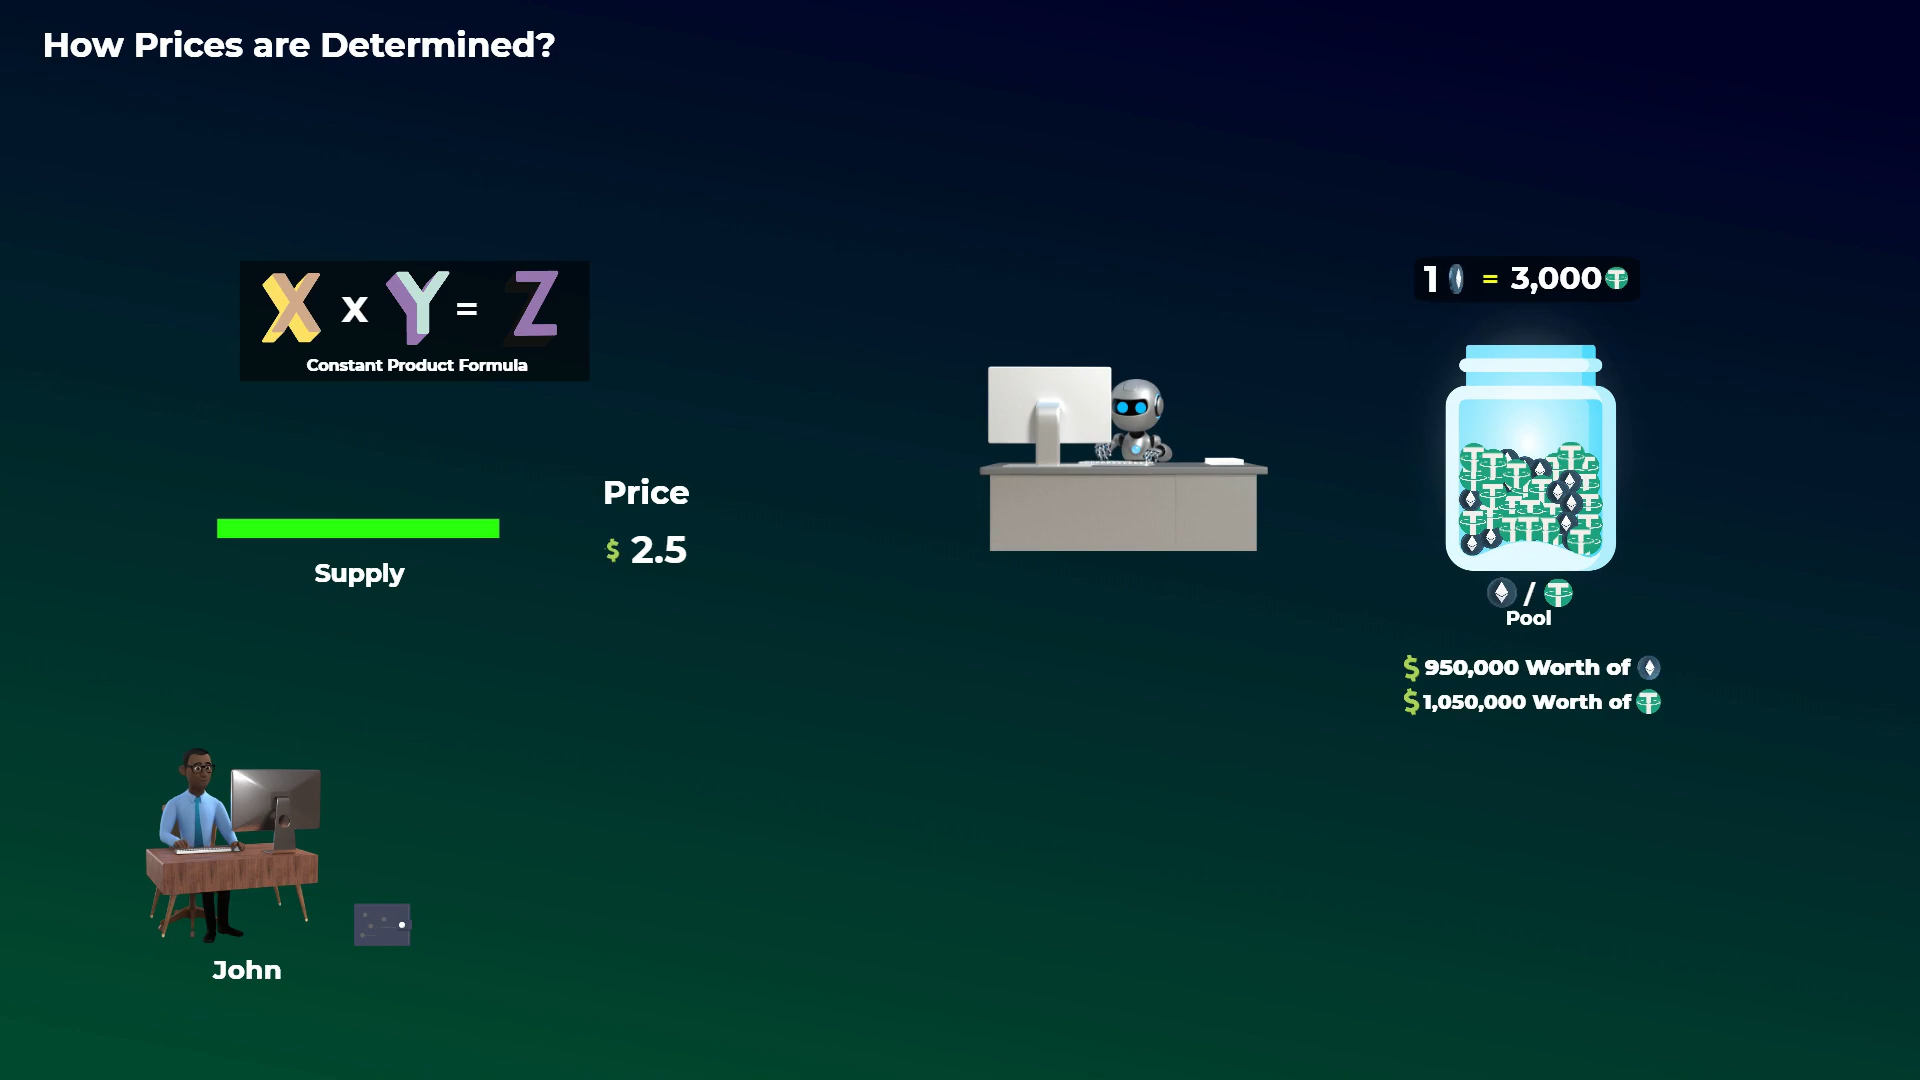 How Prices are Determined?
X x Y = Z
Constant Product Formula
1 = 3,000
Price
$ 2.5
Supply
/
Pool
$ 950,000 Worth of
$ 1,050,000 Worth of
John